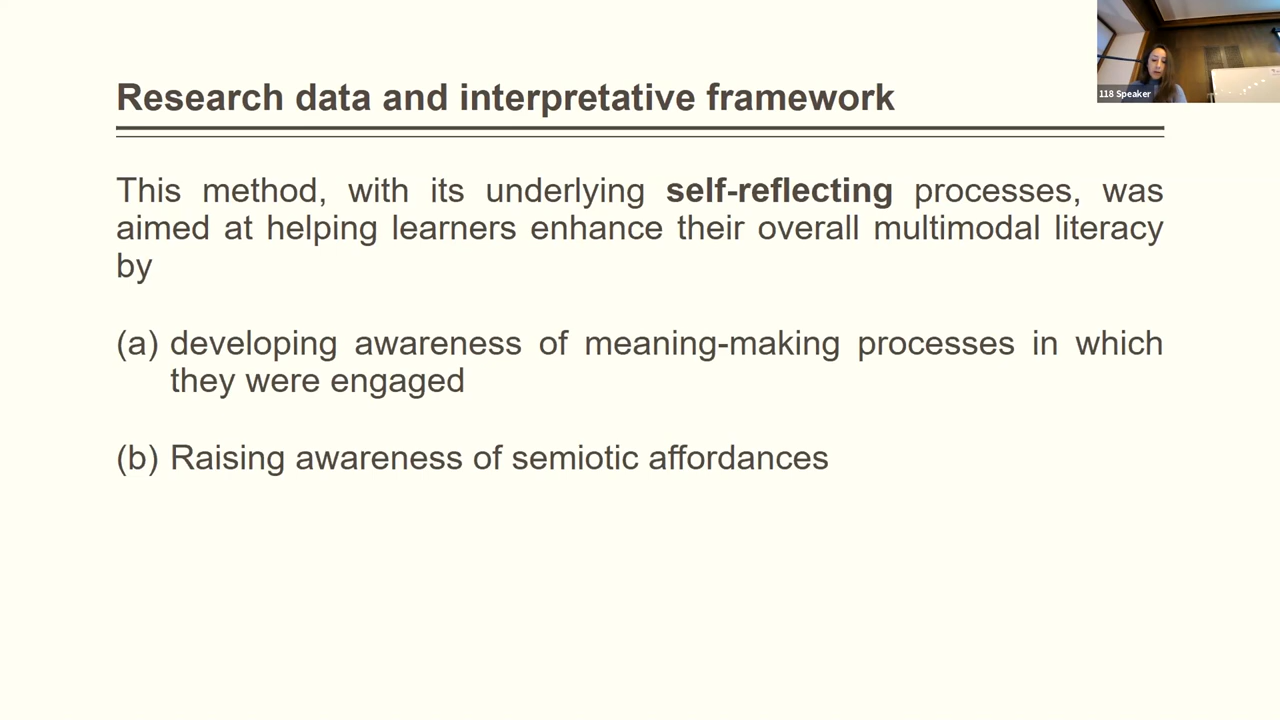 118 Speaker
Research data and interpretative framework
This method, with its underlying self-reflecting processes, was
aimed at helping learners enhance their overall multimodal literacy
by
(a) developing awareness of meaning-making processes in which
they were engaged
(b) Raising awareness of semiotic affordances